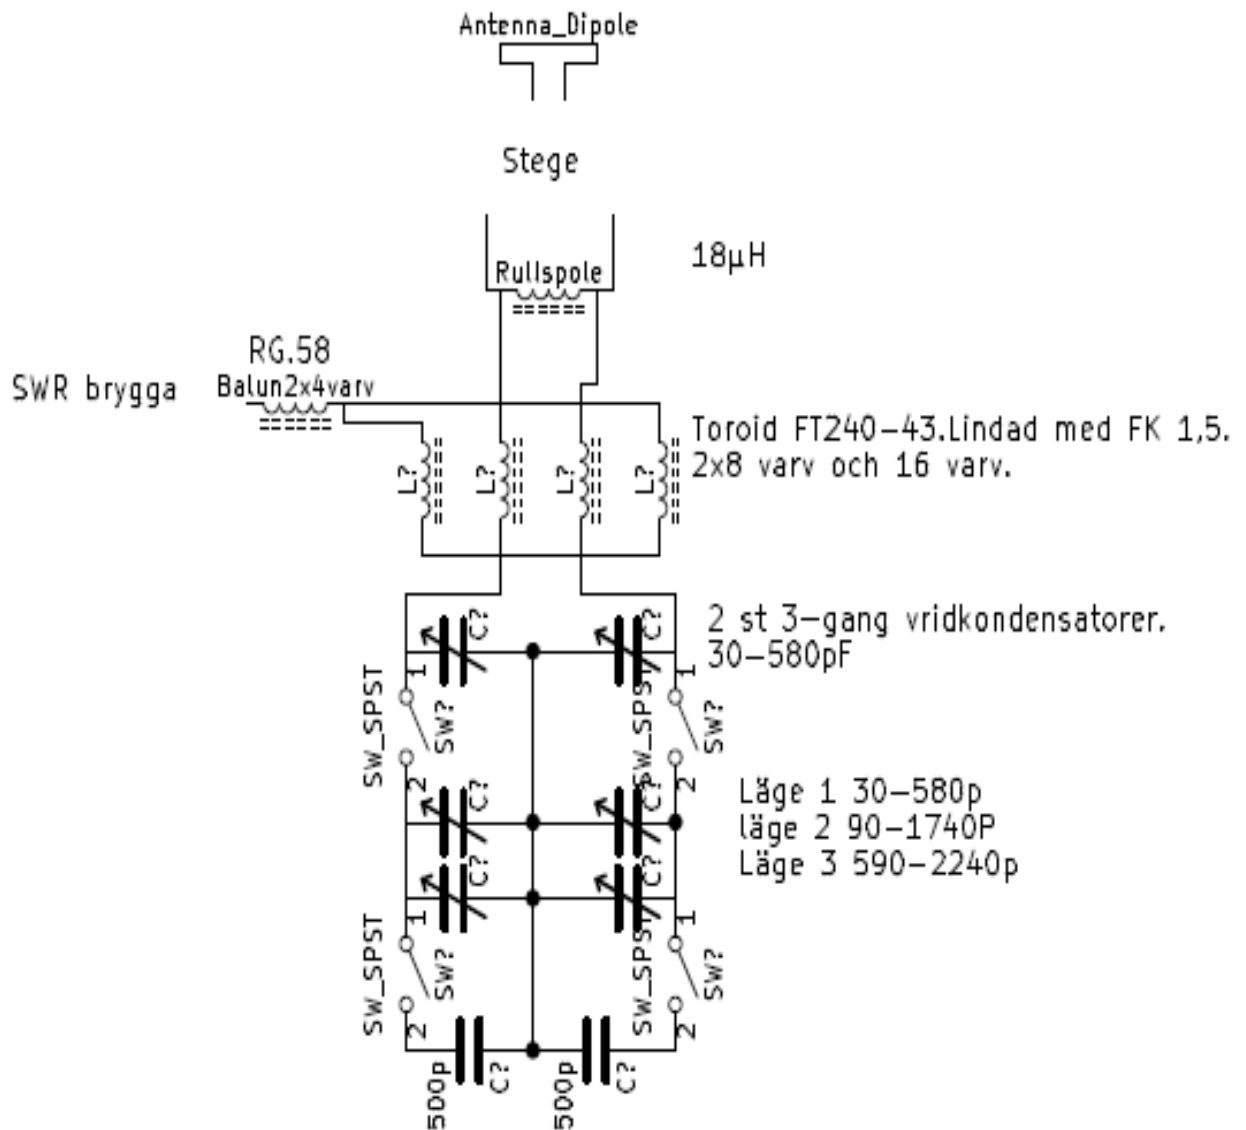 Antenna_Dipole
Stege
18µH
Rullspole
RG.58
SWR brygga
Balun2x4varv
Toroid FT240-43.Lindad med FK 1,5.
2x8 varv och 16 varv.
L?
L?
L?
L?
2 st 3-gang vridkondensatorer.
30-580pF
C?
C?
1
1
SW_SPST
SW?
SW_SPST
SW?
2
2
Läge 1 30-580p
läge 2 90-1740P
Läge 3 590-2240p
C?
C?
C?
C?
1
1
SW_SPST
SW?
SW_SPST
SW?
2
2
500p
C?
500p
C?